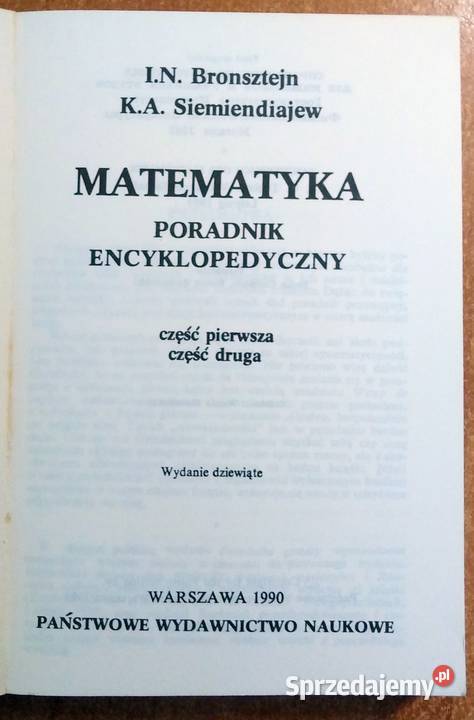 I.N. Bronsztejn
K.A. Siemiendiajew
MATEMATYKA
PORADNIK
ENCYKLOPEDYCZNY
część pierwsza
część druga
Wydanie dziewiąte
WARSZAWA 1990
PAŃSTWOWE WYDAWNICTWO NAUKOWE
Sprzedajemy.pl